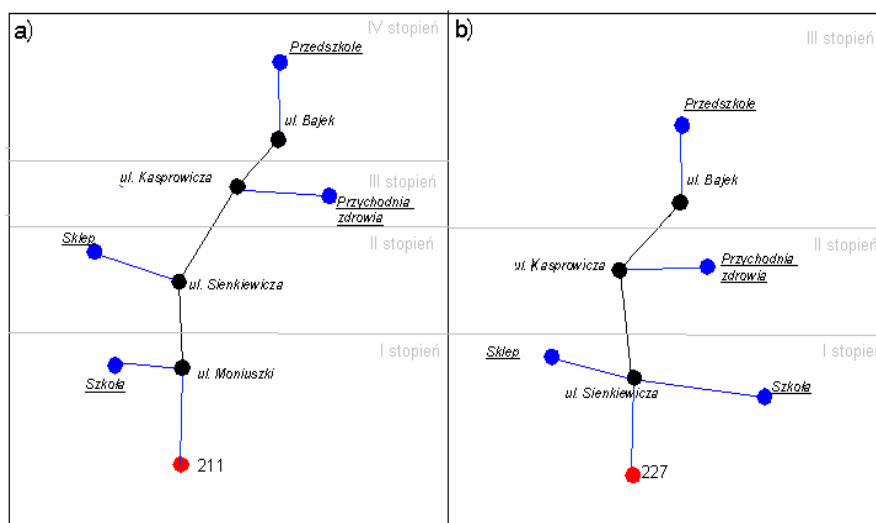 a)
IV stopień
Przedszkole
ul. Bajek
ul. Kasprowicza
III stopień
Przychodnia
zdrowia
Sklep
II stopień
ul. Sienkiewicza
I stopień
Szkoła
ul. Moniuszki
211
b)
III stopień
Przedszkole
ul. Bajek
II stopień
ul. Kasprowicza
Przychodnia
zdrowia
I stopień
Sklep
ul. Sienkiewicza
Szkoła
227